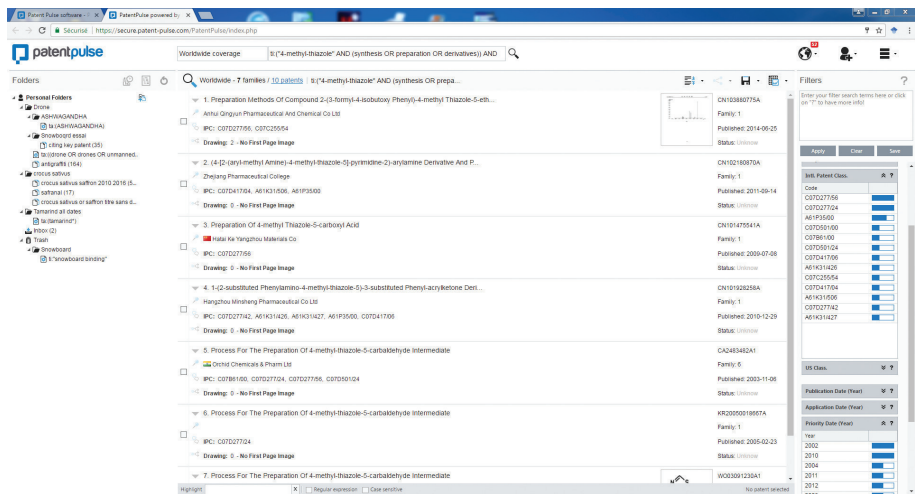 Patent Pulse software - F
PatentPulse powered by
Sécurisé | https://secure.patent-pulse.com/PatentPulse/index.php
patentpulse
Worldwide coverage
ti:("4-methyl-thiazole" AND (synthesis OR preparation OR derivatives)) AND
Folders
Worldwide - 7 families / 10 patents | ti:("4-methyl-thiazole" AND (synthesis OR prepa...
Filters
?
Personal Folders
Drone
ASHWAGANDHA
ta:(ASHWAGANDHA)
Snowboord essai
citing key patent (35)
ta:((drone OR drones OR unmanned..
antigraffiti (164)
crocus sativus
crocus sativus saffron 2010 2016 (5...
safranal (17)
crocus sativus or saffron titre sans d...
Tamarind all dates
ta:(tamarind*)
Inbox (2)
Trash
Snowboard
ti:"snowboard binding"
1. Preparation Methods Of Compound 2-(3-formyl-4-isobutoxy Phenyl)-4-methyl Thiazole-5-eth...
Anhui Qingyun Pharmaceutical And Chemical Co Ltd
IPC: C07D277/56, C07C255/54
Drawing: 2 - No First Page Image
CN103880775A
Family: 1
Published: 2014-06-25
Status: Unknow
2. (4-[2-(aryl-methyl Amine)-4-methyl-thiazole-5]-pyrimidine-2)-arylamine Derivative And P...
Zhejiang Pharmaceutical College
IPC: C07D417/04, A61K31/506, A61P35/00
Drawing: 0 - No First Page Image
CN102180870A
Family: 1
Published: 2011-09-14
Status: Unknow
3. Preparation Of 4-methyl Thiazole-5-carboxyl Acid
Hatai Ke Yangzhou Materials Co
IPC: C07D277/56
Drawing: 0 - No First Page Image
CN101475541A
Family: 1
Published: 2009-07-08
Status: Unknow
4. 1-(2-substituted Phenylamino-4-methyl-thiazole-5)-3-substituted Phenyl-acrylketone Deri...
Hangzhou Minsheng Pharmaceutical Co Ltd
IPC: C07D277/42, A61K31/426, A61K31/427, A61P35/00, C07D417/06
Drawing: 0 - No First Page Image
CN101928258A
Family: 1
Published: 2010-12-29
Status: Unknow
5. Process For The Preparation Of 4-methyl-thiazole-5-carbaldehyde Intermediate
Orchid Chemicals & Pharm Ltd
IPC: C07B61/00, C07D277/24, C07D277/56, C07D501/24
Drawing: 0 - No First Page Image
CA2483482A1
Family: 6
Published: 2003-11-06
Status: Unknow
6. Process For The Preparation Of 4-methyl-thiazole-5-carbaldehyde Intermediate
IPC: C07D277/24
Drawing: 0 - No First Page Image
KR20050018667A
Family: 1
Published: 2005-02-23
Status: Unknow
7. Process For The Preparation Of 4-methyl-thiazole-5-carbaldehyde Intermediate
WO03091230A1
Highlight
X
Regular expression
Case sensitive
No patent selected
Enter your filter search terms here or click
on "?" to have more info!
Apply
Clear
Save
Intl. Patent Class.
?
Code
C07D277/56
C07D277/24
A61P35/00
C07D501/00
C07B61/00
C07D501/24
C07D417/06
A61K31/426
C07C255/54
C07D417/04
A61K31/506
C07D277/42
A61K31/427
US Class.
?
Publication Date (Year)
?
Application Date (Year)
?
Priority Date (Year)
?
Year
2002
2010
2004
2011
2012